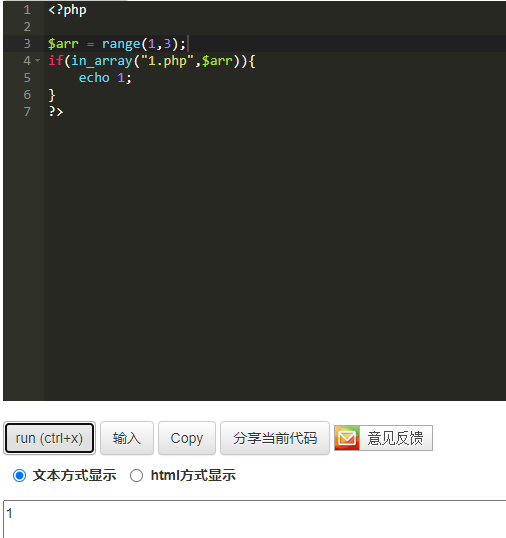 1 <?php
2
3 $arr = range(1,3);
4 if(in_array("1.php",$arr)){
5     echo 1;
6 }
7 ?>
run (ctrl+x) 输入 Copy 分享当前代码 意见反馈
文本方式显示 html方式显示
1